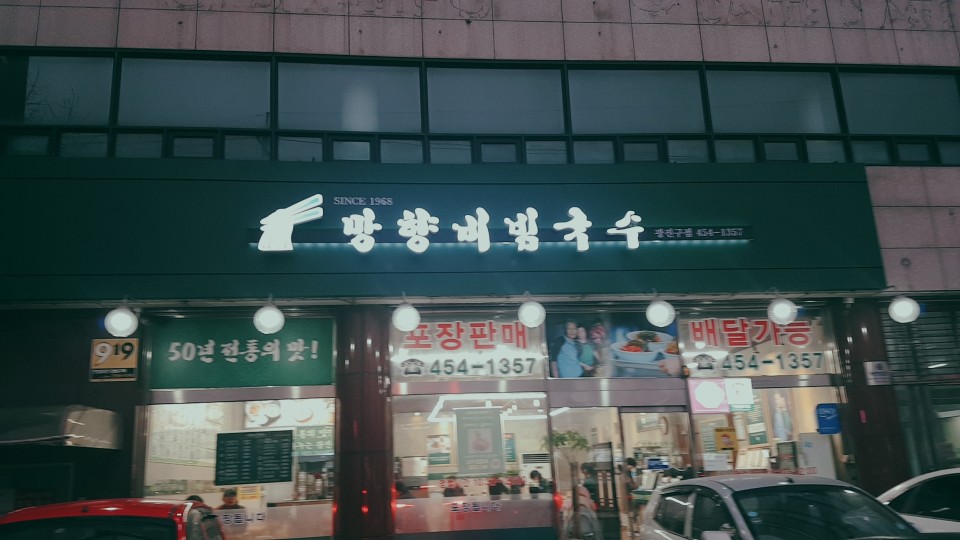 SINCE 1968
망향비빔국수
광진구점 454-1357
919
50년 전통의 맛!
포장판매
☎454-1357
배달가능
☎454-1357